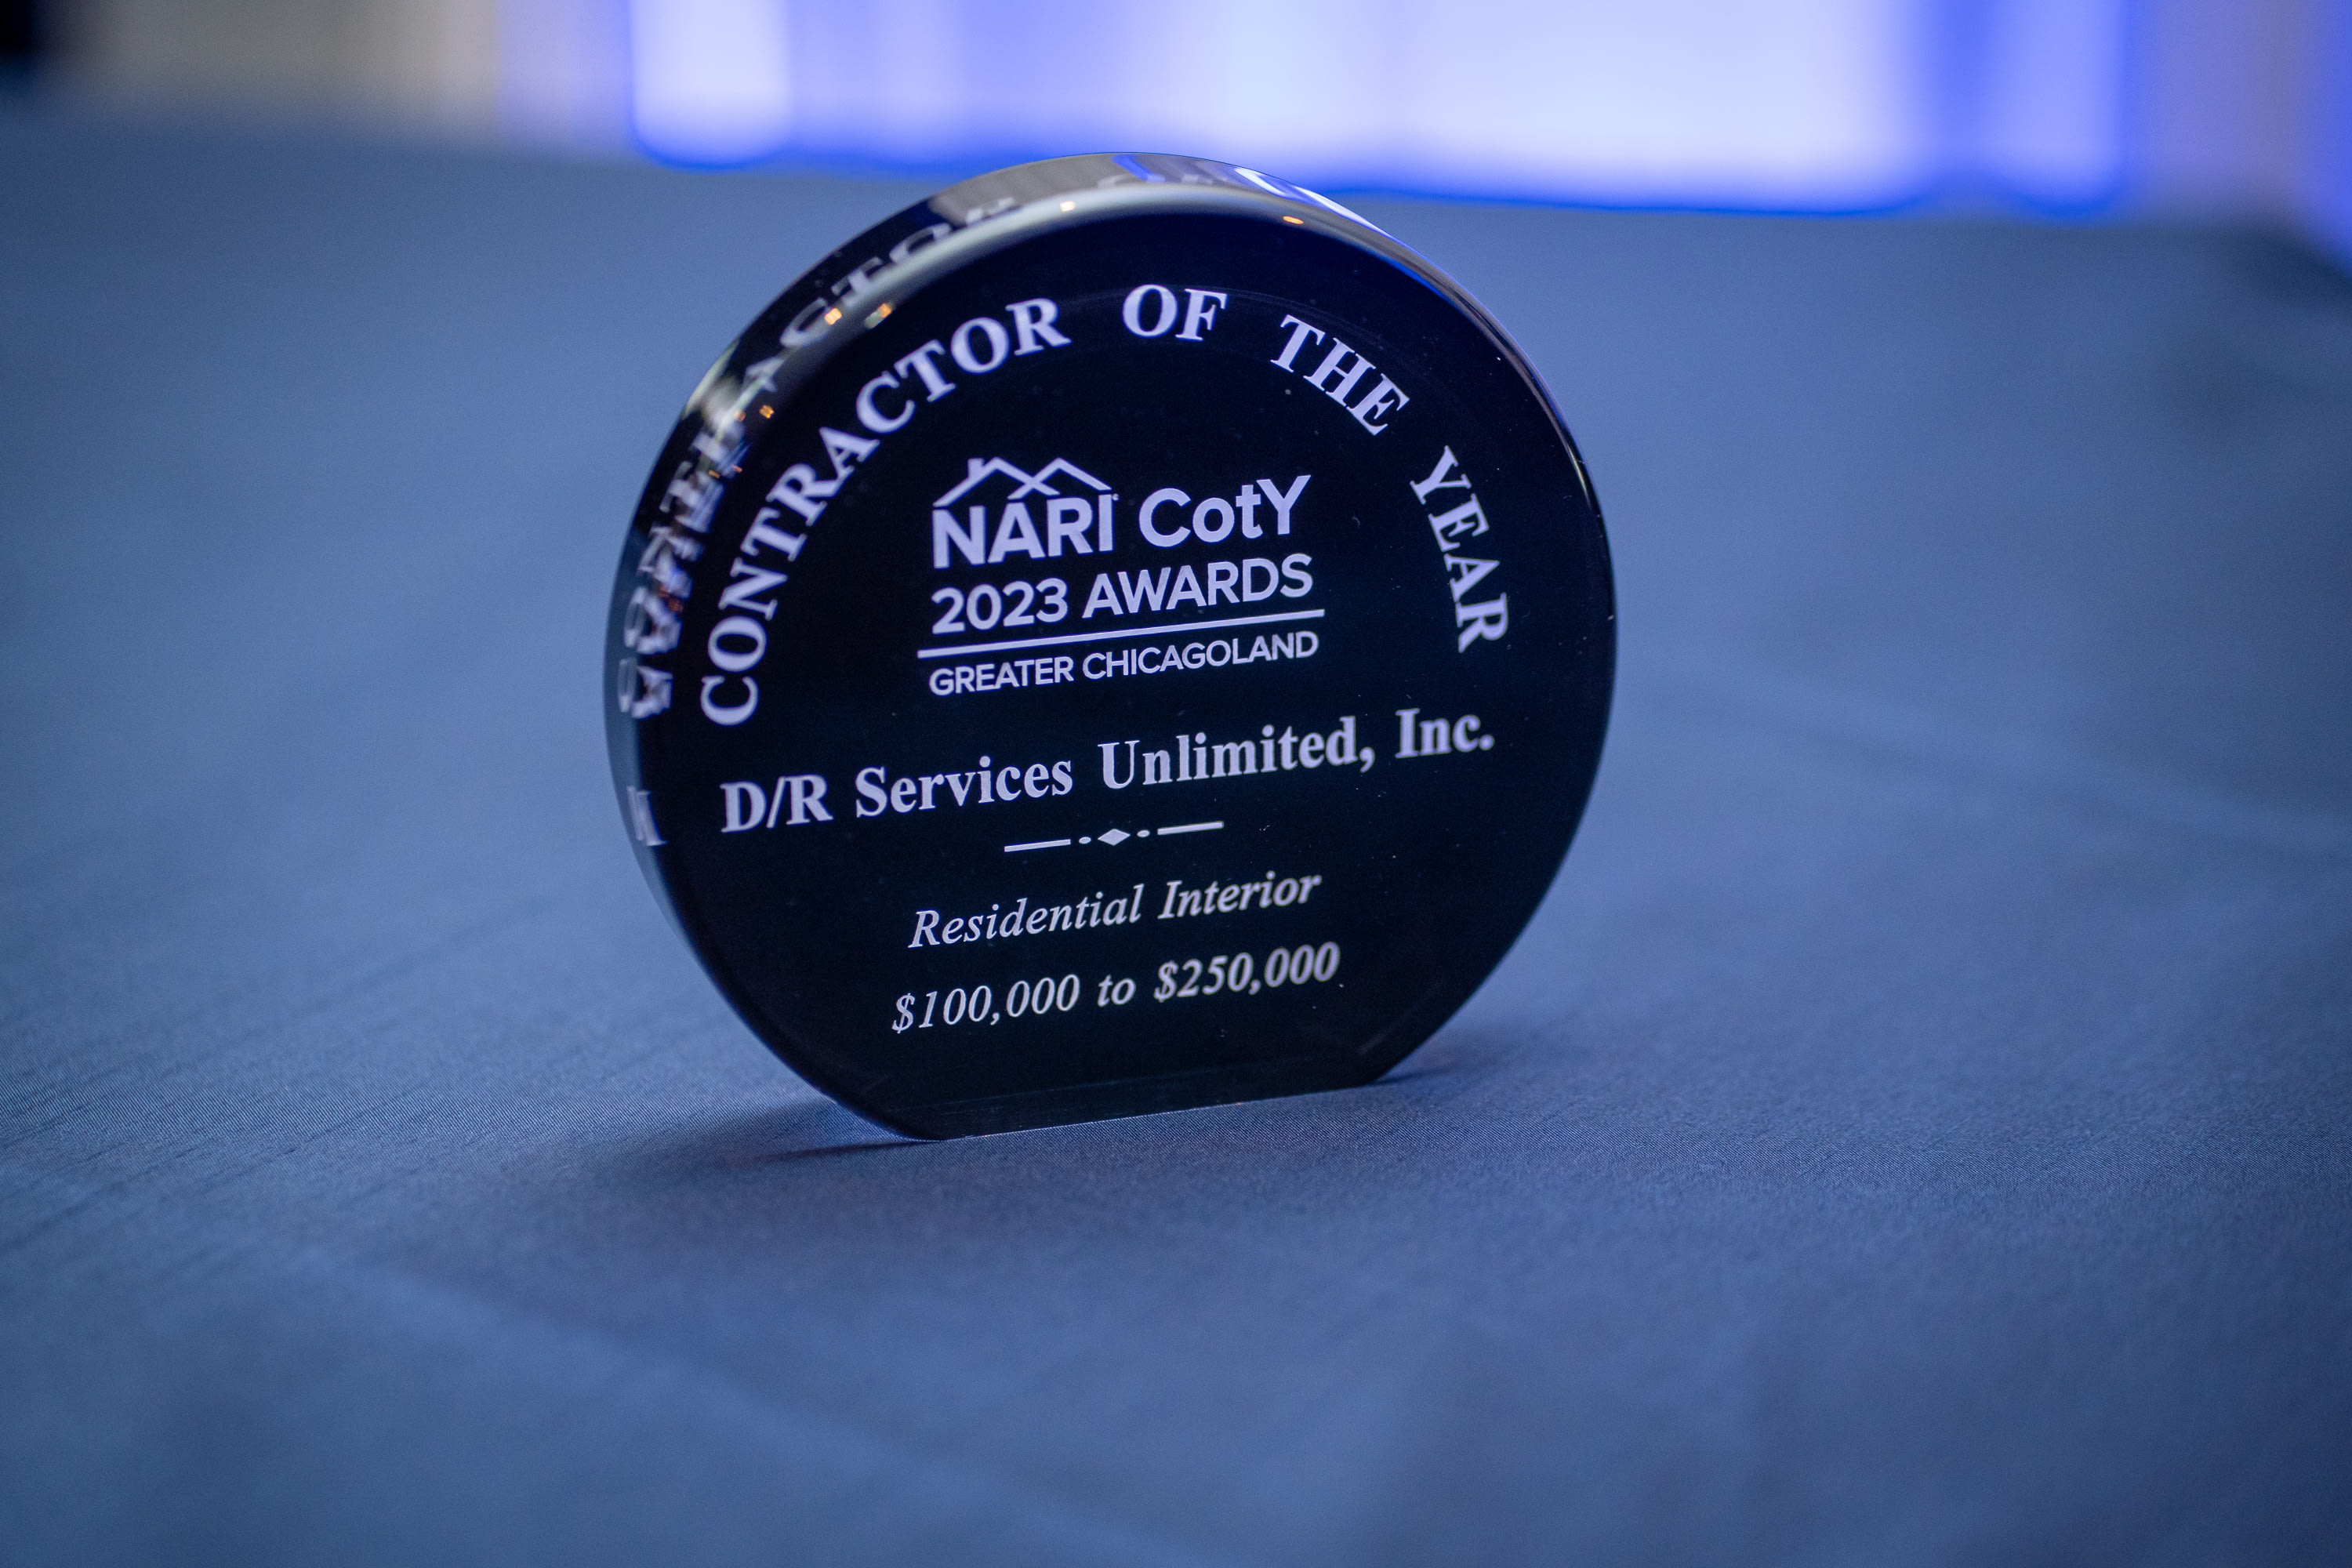 CONTRACTOR OF THE YEAR
NARI CotY
2023 AWARDS
GREATER CHICAGOLAND
D/R Services Unlimited, Inc.
Residential Interior
$100,000 to $250,000